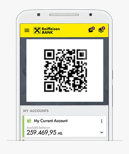 Raiffeisen
BANK
MY ACCOUNTS
My Current Account
259.469,95